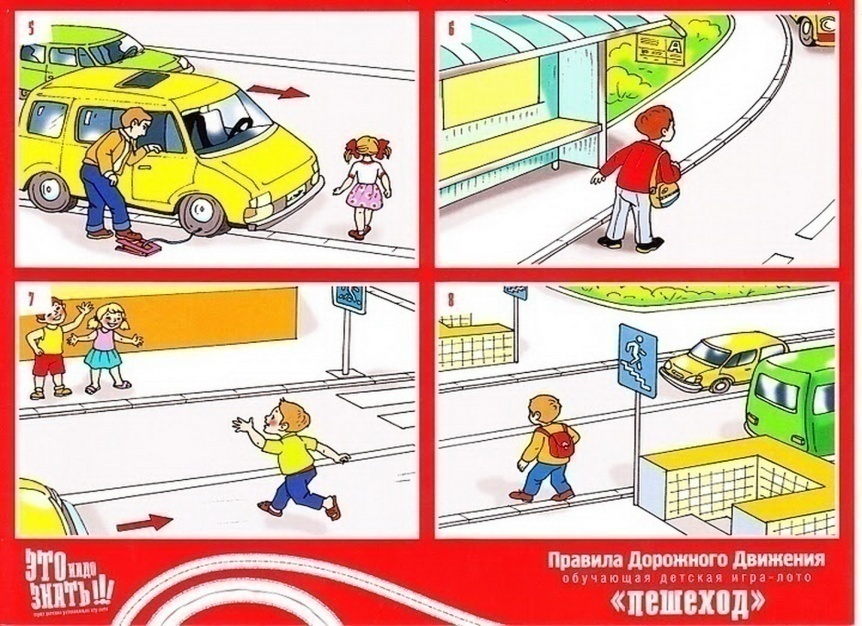 5
6
А
7
8
ЭТО НАДО
ЗНАТЬ!!!
Правила Дорожного Движения
обучающая детская игра-лото
«пешеход»